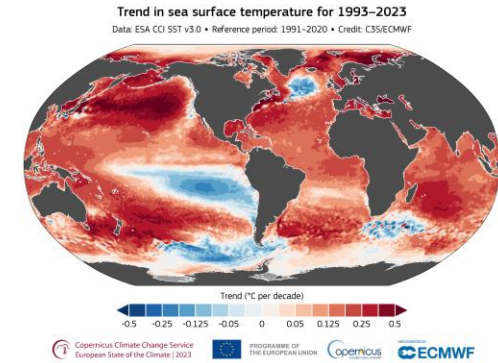 Trend in sea surface temperature for 1993–2023
Data: ESA CCI SST v3.0 • Reference period: 1991–2020 • Credit: C3S/ECMWF
Trend (°C per decade)
-0.5 -0.25 -0.125 -0.05 0 0.05 0.125 0.25 0.5
Copernicus Climate Change Service
European State of the Climate | 2023
PROGRAMME OF
THE EUROPEAN UNION
Copernicus
ECMWF